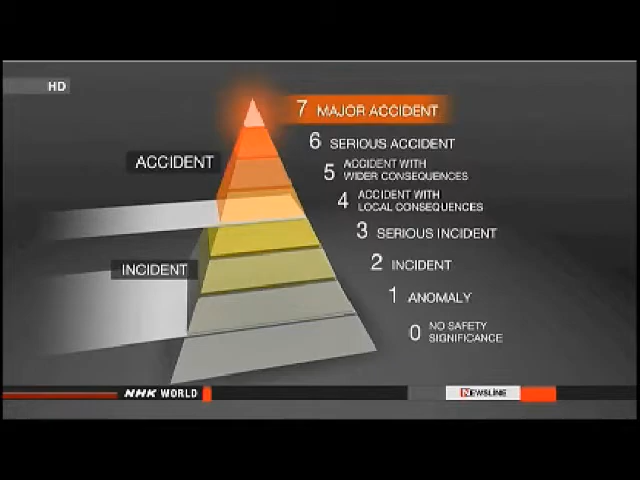 HD
7 MAJOR ACCIDENT
6 SERIOUS ACCIDENT
ACCIDENT
5 ACCIDENT WITH
WIDER CONSEQUENCES
4 ACCIDENT WITH
LOCAL CONSEQUENCES
3 SERIOUS INCIDENT
INCIDENT
2 INCIDENT
1 ANOMALY
0 NO SAFETY
SIGNIFICANCE
NHK WORLD
NEWSLINE